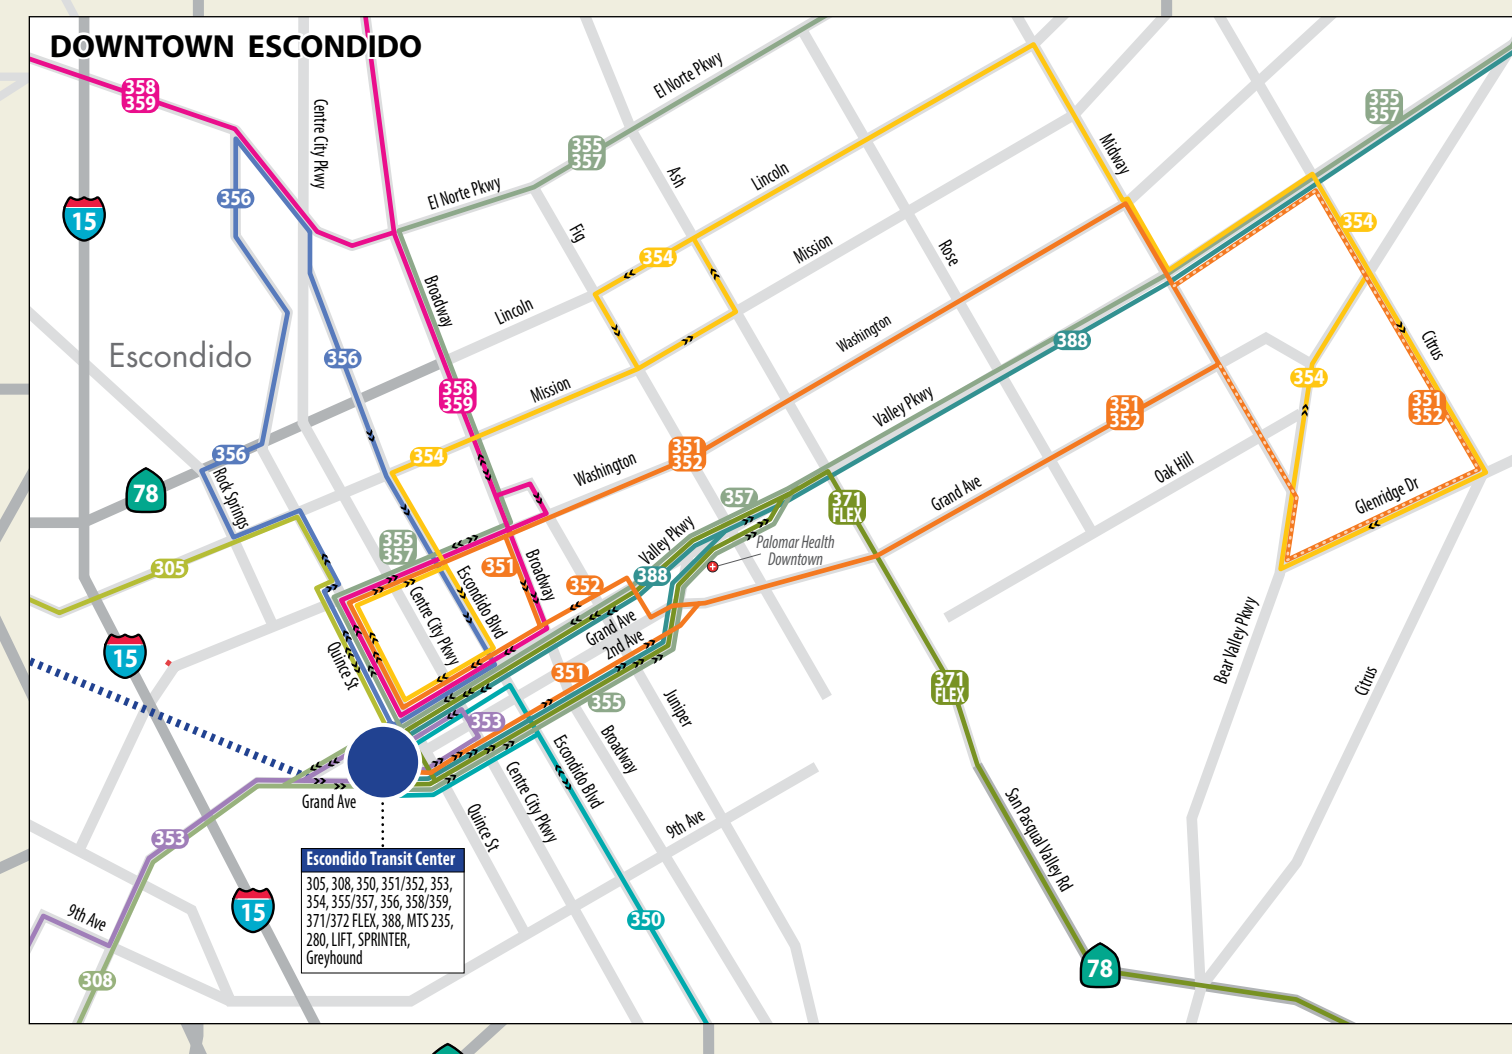 DOWNTOWN ESCONDIDO
358
359
Centre City Pkwy
El Norte Pkwy
355
357
355
357
Midway
Ash
Lincoln
El Norte Pkwy
356
15
354
Fig
Mission
Rose
354
Broadway
Lincoln
Washington
388
Citrus
Escondido
356
358
359
Mission
Valley Pkwy
354
351
352
351
352
356
354
351
352
Washington
Oak Hill
Grand Ave
Glenridge Dr
78
Rock Springs
357
371
FLEX
355
357
Valley Pkwy
Palomar Health
Downtown
305
351
Broadway
352
388
Escondido Blvd
Centre City Pkwy
Grand Ave
2nd Ave
Bear Valley Pkwy
15
Quince St
351
355
371
FLEX
Citrus
Juniper
353
Broadway
Escondido Blvd
Centre City Pkwy
Grand Ave
Quince St
9th Ave
San Pasqual Valley Rd
353
Escondido Transit Center
305, 308, 350, 351/352, 353,
354, 355/357, 356, 358/359,
371/372 FLEX, 388, MTS 235,
280, LIFT, SPRINTER,
Greyhound
15
9th Ave
350
78
308